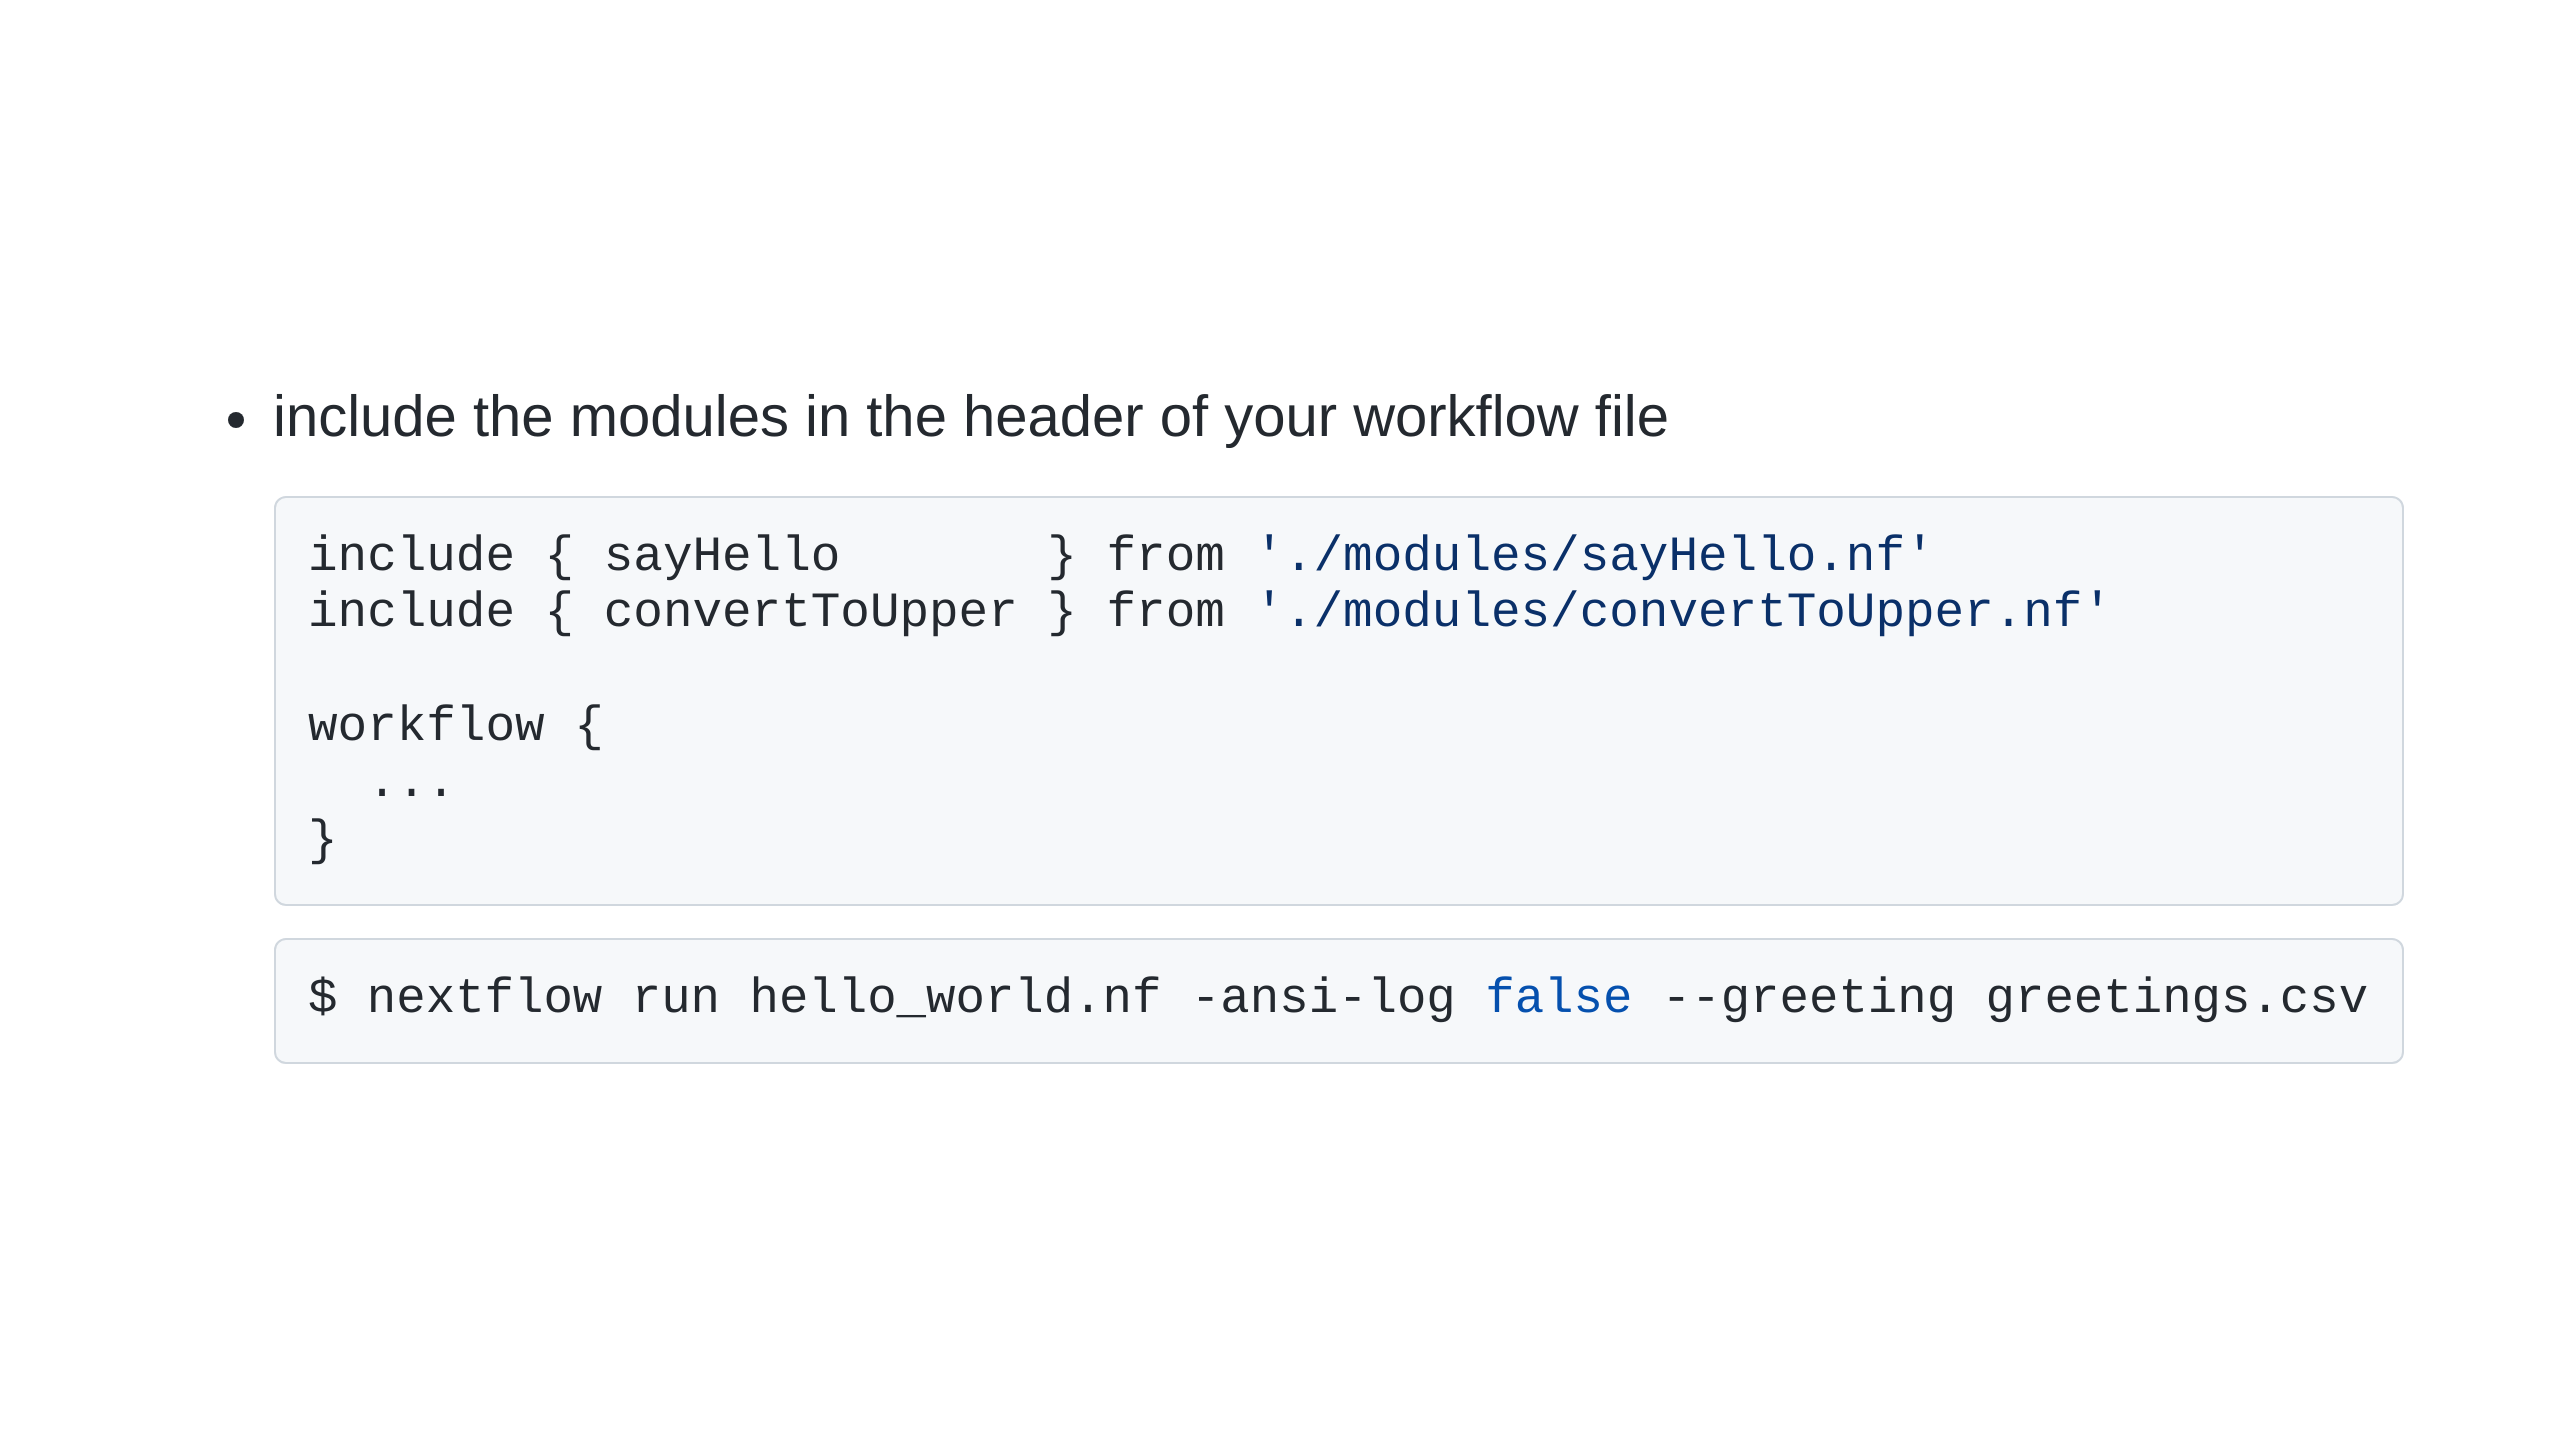 include the modules in the header of your workflow file
include { sayHello       } from './modules/sayHello.nf'
include { convertToUpper } from './modules/convertToUpper.nf'
workflow {
  ...
}
$ nextflow run hello_world.nf -ansi-log false --greeting greetings.csv